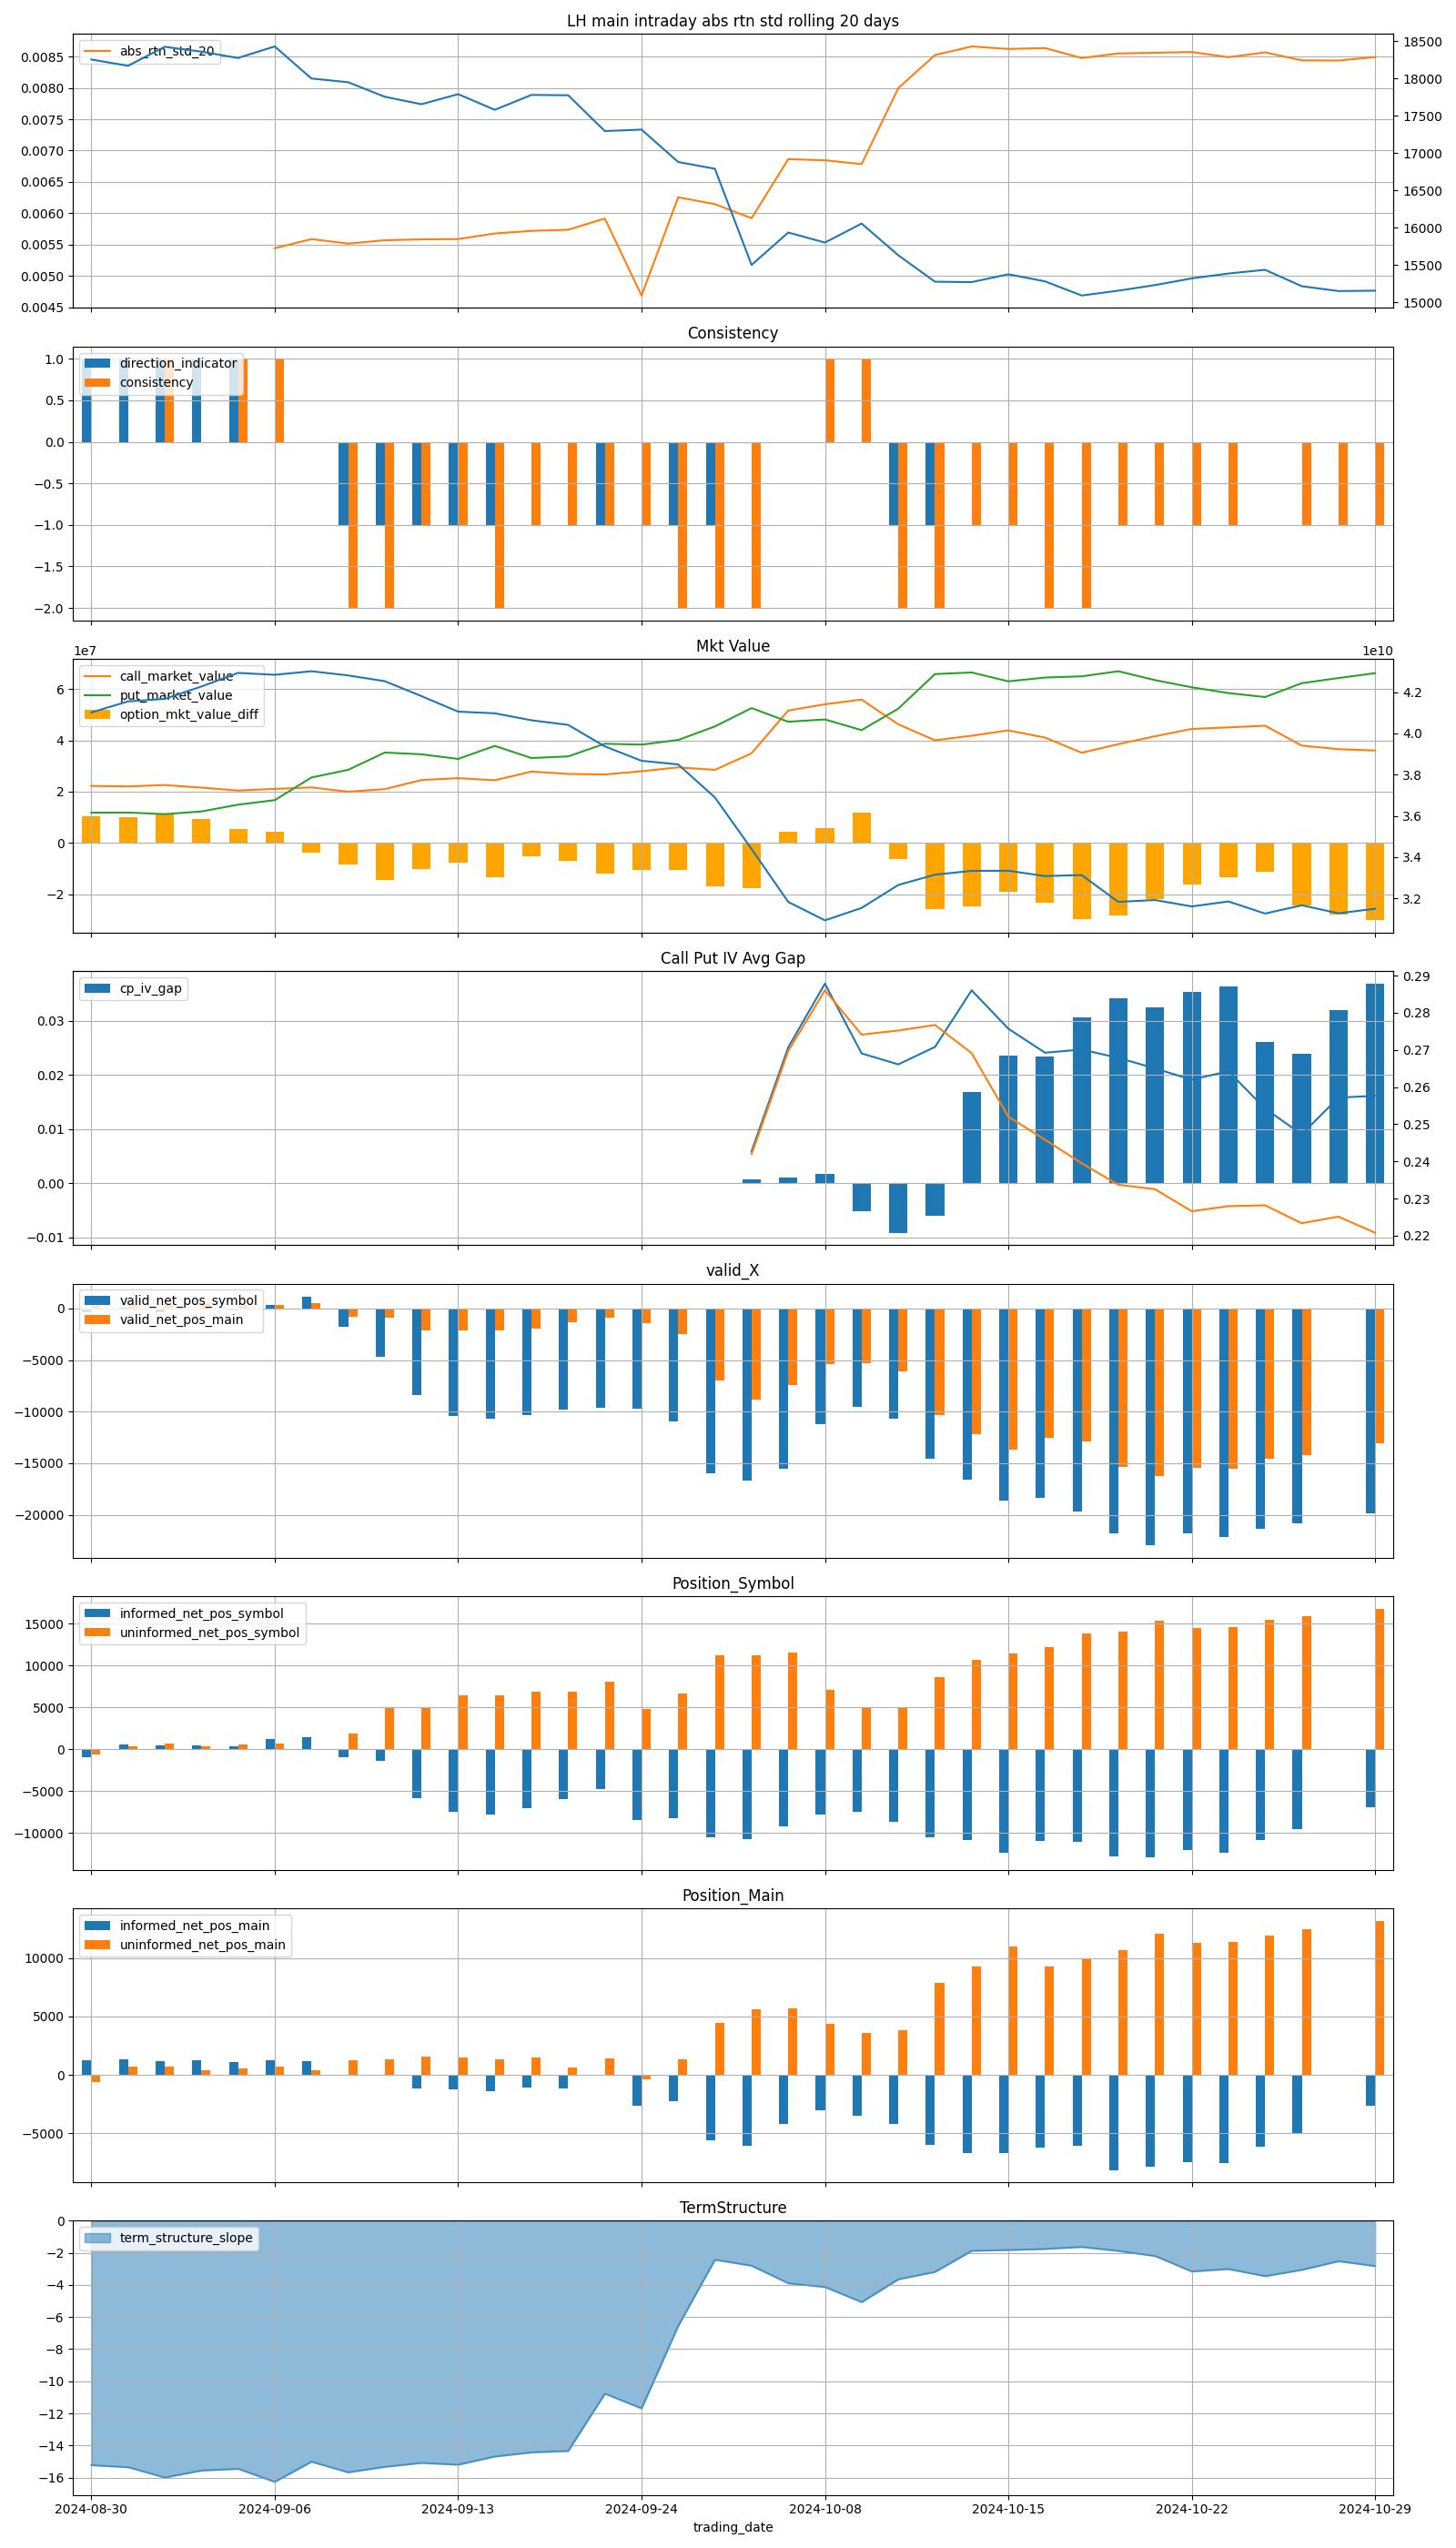 LH main intraday abs rtn std rolling 20 days
abs_rtn_std_20
0.0085
0.0080
0.0075
0.0070
0.0065
0.0060
0.0055
0.0050
0.0045
18500
18000
17500
17000
16500
16000
15500
15000
Consistency
direction_indicator
consistency
1.0
0.5
0.0
−0.5
−1.0
−1.5
−2.0
Mkt Value
1e7
1e10
call_market_value
put_market_value
option_mkt_value_diff
6
4
2
0
−2
4.2
4.0
3.8
3.6
3.4
3.2
Call Put IV Avg Gap
cp_iv_gap
0.03
0.02
0.01
0.00
−0.01
0.29
0.28
0.27
0.26
0.25
0.24
0.23
0.22
valid_X
valid_net_pos_symbol
valid_net_pos_main
0
−5000
−10000
−15000
−20000
Position_Symbol
informed_net_pos_symbol
uninformed_net_pos_symbol
15000
10000
5000
0
−5000
−10000
Position_Main
informed_net_pos_main
uninformed_net_pos_main
10000
5000
0
−5000
TermStructure
term_structure_slope
0
−2
−4
−6
−8
−10
−12
−14
−16
2024-08-30 2024-09-06 2024-09-13 2024-09-24 2024-10-08 2024-10-15 2024-10-22 2024-10-29
trading_date